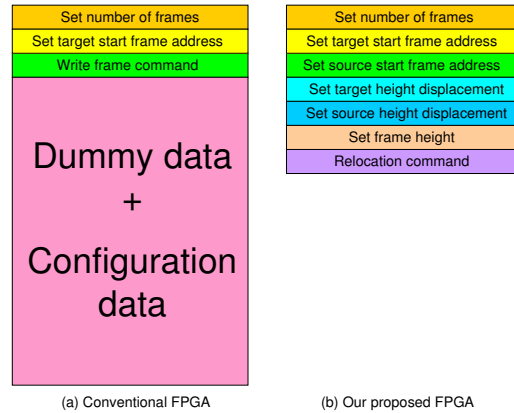 Set number of frames
Set target start frame address
Write frame command
Dummy data
+
Configuration
data
(a) Conventional FPGA
Set number of frames
Set target start frame address
Set source start frame address
Set target height displacement
Set source height displacement
Set frame height
Relocation command
(b) Our proposed FPGA